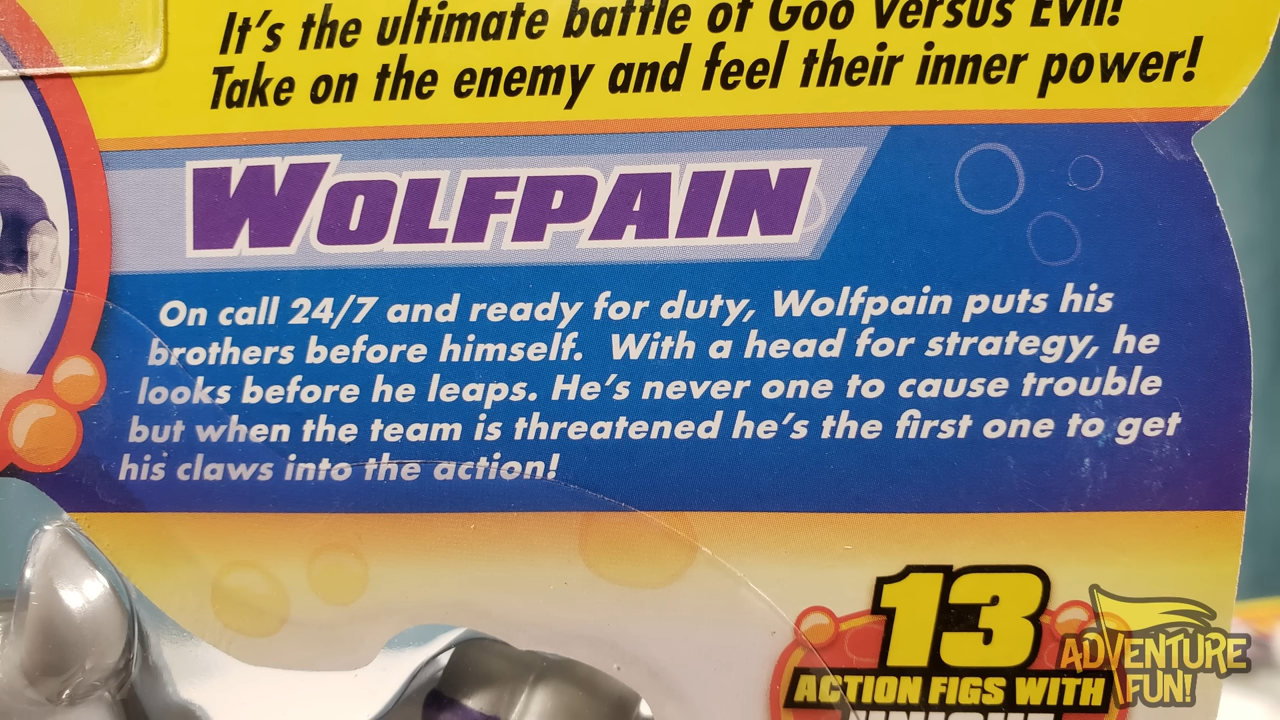 It's the ultimate battle of Goo Versus Evil!
Take on the enemy and feel their inner power!
WOLFPAIN
On call 24/7 and ready for duty, Wolfpain puts his
brothers before himself. With a head for strategy, he
looks before he leaps. He's never one to cause trouble
but when the team is threatened he's the first one to get
his claws into the action!
13
ACTION FIGS WITH
ADVENTURE
FUN!